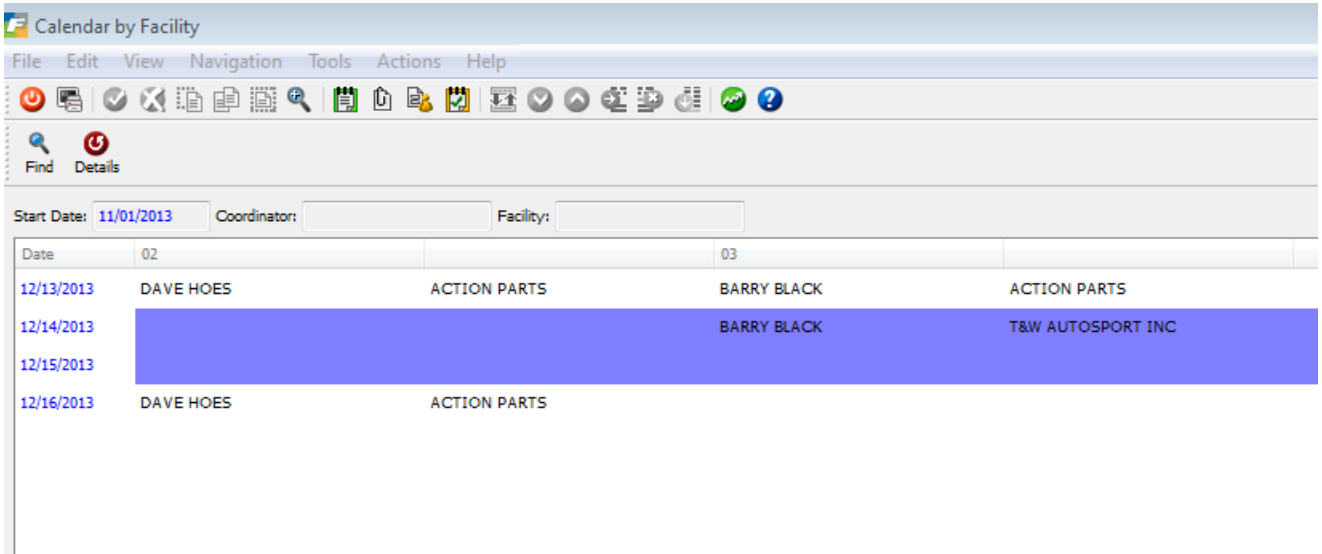 Calendar by Facility
File Edit View Navigation Tools Actions Help
Find Details
Start Date: 11/01/2013 Coordinator: Facility:
Date 02 03
12/13/2013 DAVE HOES ACTION PARTS BARRY BLACK ACTION PARTS
12/14/2013 BARRY BLACK T&W AUTOSPORT INC
12/15/2013
12/16/2013 DAVE HOES ACTION PARTS